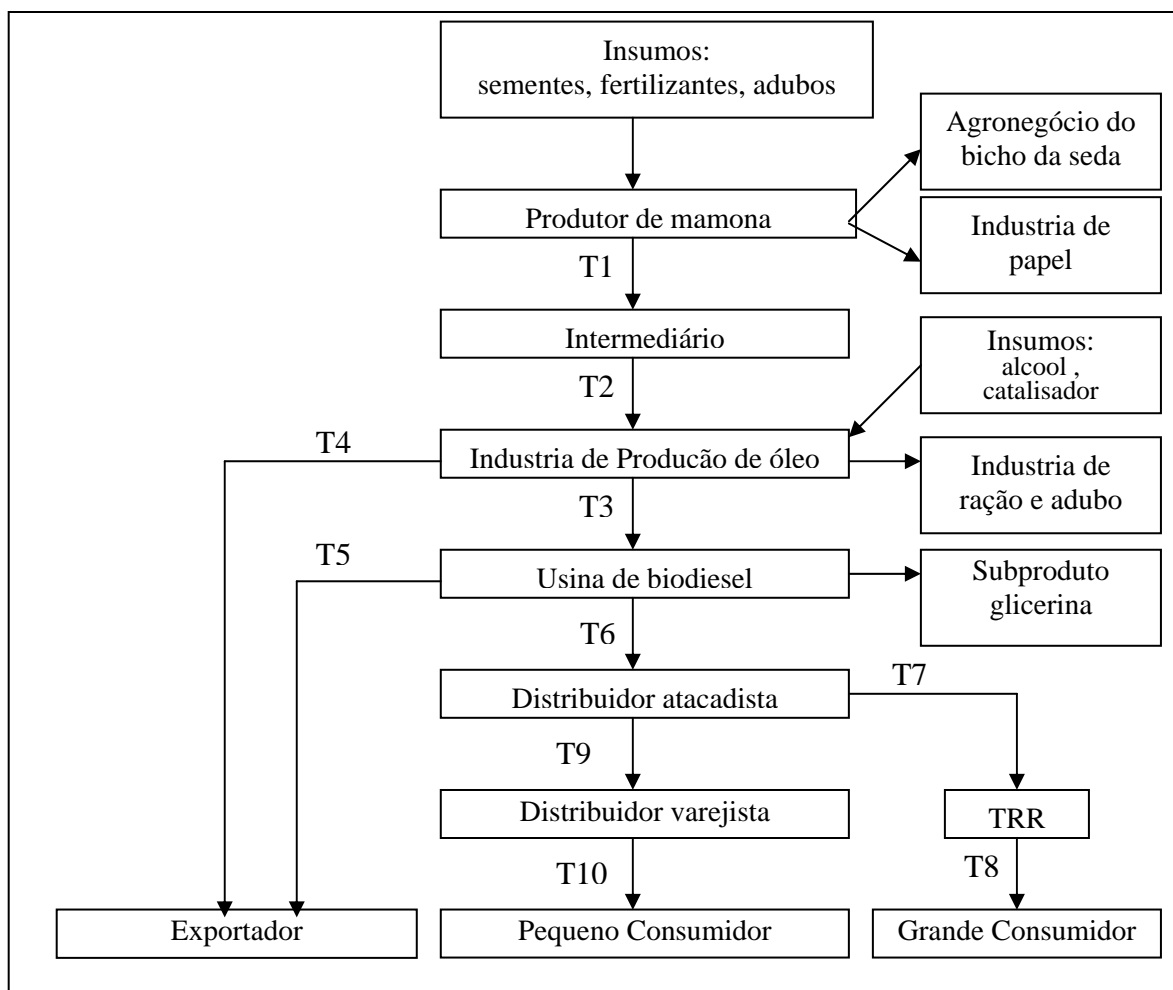 Insumos:
sementes, fertilizantes, adubos
Agronegócio do
bicho da seda
Produtor de mamona
Industria de
papel
T1
Intermediário
Insumos:
alcool ,
catalisador
T2
T4
Industria de Producão de óleo
Industria de
ração e adubo
T3
T5
Usina de biodiesel
Subproduto
glicerina
T6
Distribuidor atacadista
T7
T9
Distribuidor varejista
TRR
T10
T8
Exportador
Pequeno Consumidor
Grande Consumidor